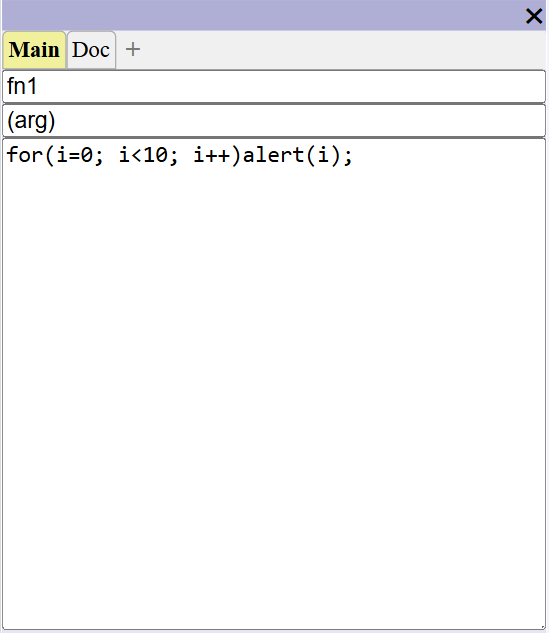 Main Doc +
fn1
(arg)
for(i=0; i<10; i++)alert(i);